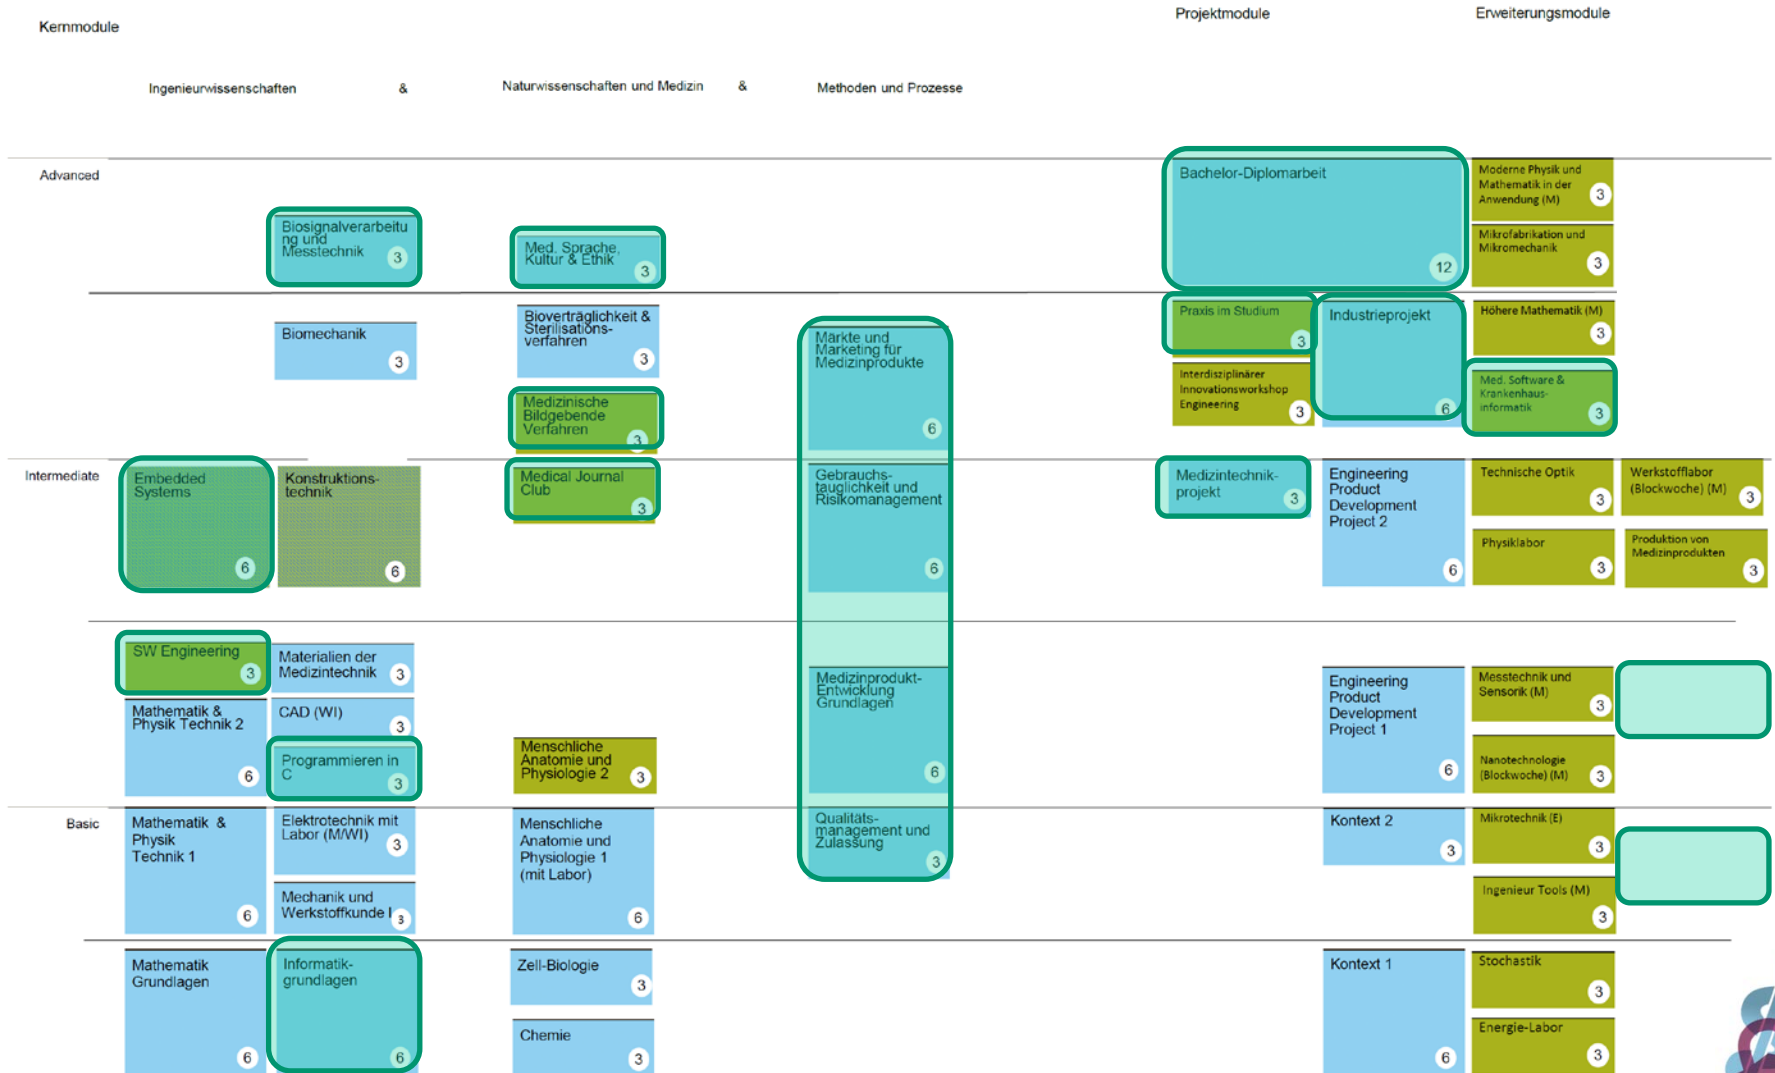 Kernmodule
Projektmodule
Erweiterungsmodule
Ingenieurwissenschaften
&
Naturwissenschaften und Medizin
&
Methoden und Prozesse
Advanced
Biosignalverarbeitu
ng und
Messtechnik
3
Med. Sprache,
Kultur & Ethik
3
Bachelor-Diplomarbeit
12
Moderne Physik und
Mathematik in der
Anwendung (M)
3
Mikrofabrikation und
Mikromechanik
3
Biomechanik
3
Bioverträglichkeit &
Sterilisations-
verfahren
3
Medizinische
Bildgebende
Verfahren
3
Märkte und
Marketing für
Medizinprodukte
6
Praxis im Studium
3
Interdisziplinärer
Innovationsworkshop
Engineering
3
Industrieprojekt
6
Höhere Mathematik (M)
3
Med. Software &
Krankenhaus-
informatik
3
Intermediate
Embedded
Systems
6
Konstruktions-
technik
6
Medical Journal
Club
3
Gebrauchs-
tauglichkeit und
Risikomanagement
6
Medizintechnik-
projekt
3
Engineering
Product
Development
Project 2
6
Technische Optik
3
Werkstofflabor
(Blockwoche) (M)
3
Physiklabor
3
Produktion von
Medizinprodukten
3
SW Engineering
3
Materialien der
Medizintechnik
3
Mathematik &
Physik Technik 2
6
CAD (WI)
3
Programmieren in
C
3
Menschliche
Anatomie und
Physiologie 2
3
Medizinprodukt-
Entwicklung
Grundlagen
6
Engineering
Product
Development
Project 1
6
Messtechnik und
Sensorik (M)
3
Nanotechnologie
(Blockwoche) (M)
3
Basic
Mathematik &
Physik
Technik 1
6
Elektrotechnik mit
Labor (M/WI)
3
Mechanik und
Werkstoffkunde I
3
Menschliche
Anatomie und
Physiologie 1
(mit Labor)
6
Qualitäts-
management und
Zulassung
3
Kontext 2
3
Mikrotechnik (E)
3
Ingenieur Tools (M)
3
Mathematik
Grundlagen
6
Informatik-
grundlagen
6
Zell-Biologie
3
Chemie
3
Kontext 1
6
Stochastik
3
Energie-Labor
3